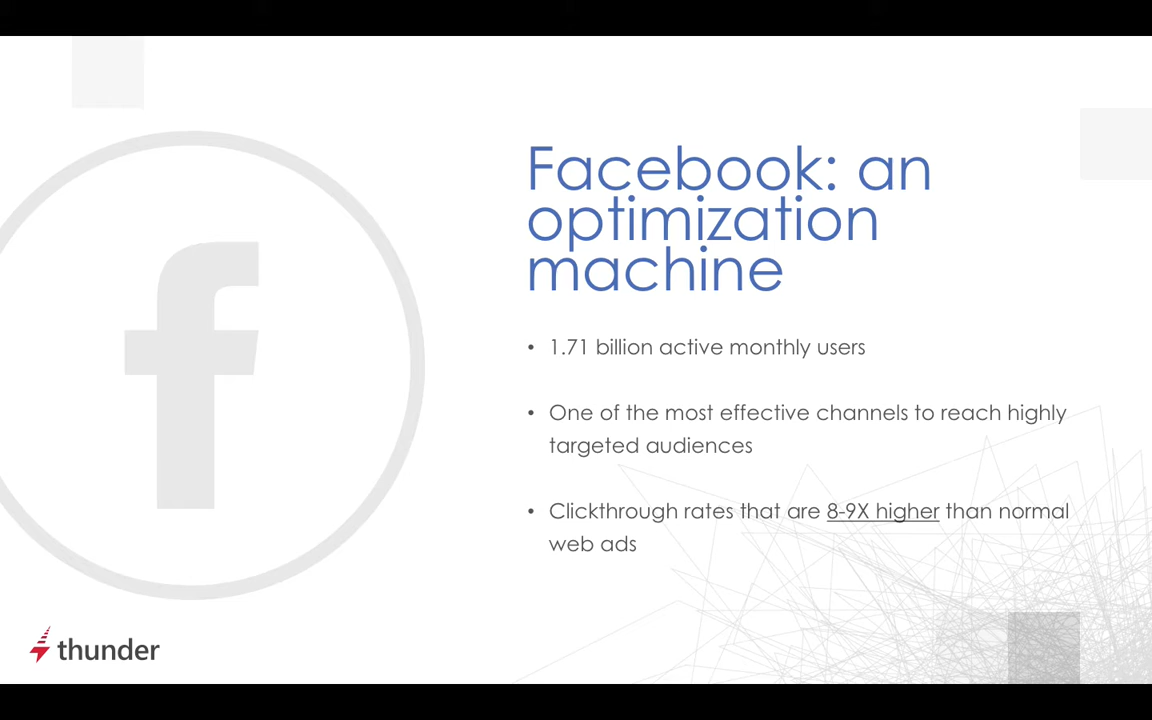 Facebook: an
optimization
machine
• 1.71 billion active monthly users
• One of the most effective channels to reach highly
targeted audiences
• Clickthrough rates that are 8-9X higher than normal
web ads
f
thunder